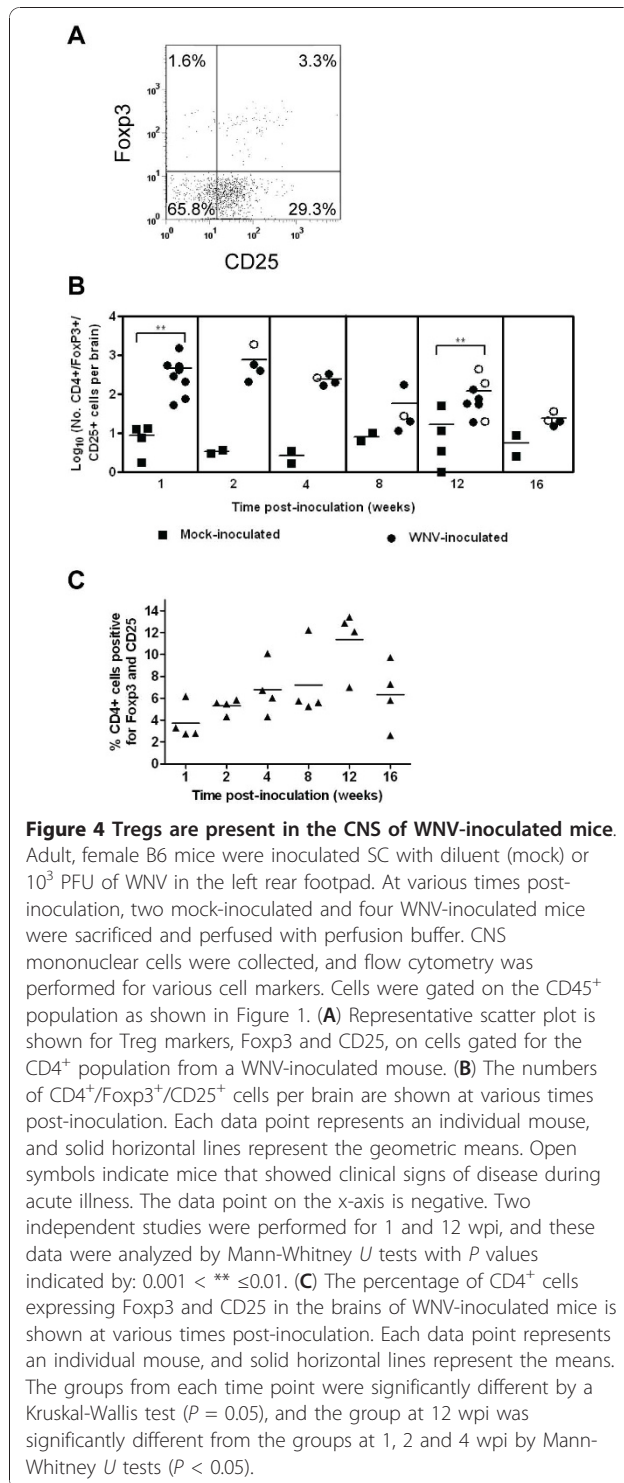 A
1.6% 3.3%
Foxp3
10³
10²
10¹
10⁰
65.8% 29.3%
10⁰ 10¹ 10² 10³
CD25
B
Log₁₀ (No. CD4+/FoxP3+/
CD25+ cells per brain)
4
3
2
1
0
** **
1 2 4 8 12 16
Time post-inoculation (weeks)
■ Mock-inoculated ● WNV-inoculated
C
% CD4+ cells positive
for Foxp3 and CD25
14
12
10
8
6
4
2
0
1 2 4 8 12 16
Time post-inoculation (weeks)
Figure 4 Tregs are present in the CNS of WNV-inoculated mice.
Adult, female B6 mice were inoculated SC with diluent (mock) or
10³ PFU of WNV in the left rear footpad. At various times post-
inoculation, two mock-inoculated and four WNV-inoculated mice
were sacrificed and perfused with perfusion buffer. CNS
mononuclear cells were collected, and flow cytometry was
performed for various cell markers. Cells were gated on the CD45⁺
population as shown in Figure 1. (A) Representative scatter plot is
shown for Treg markers, Foxp3 and CD25, on cells gated for the
CD4⁺ population from a WNV-inoculated mouse. (B) The numbers
of CD4⁺/Foxp3⁺/CD25⁺ cells per brain are shown at various times
post-inoculation. Each data point represents an individual mouse,
and solid horizontal lines represent the geometric means. Open
symbols indicate mice that showed clinical signs of disease during
acute illness. The data point on the x-axis is negative. Two
independent studies were performed for 1 and 12 wpi, and these
data were analyzed by Mann-Whitney U tests with P values
indicated by: 0.001 < ** ≤0.01. (C) The percentage of CD4⁺ cells
expressing Foxp3 and CD25 in the brains of WNV-inoculated mice is
shown at various times post-inoculation. Each data point represents
an individual mouse, and solid horizontal lines represent the means.
The groups from each time point were significantly different by a
Kruskal-Wallis test (P = 0.05), and the group at 12 wpi was
significantly different from the groups at 1, 2 and 4 wpi by Mann-
Whitney U tests (P < 0.05).